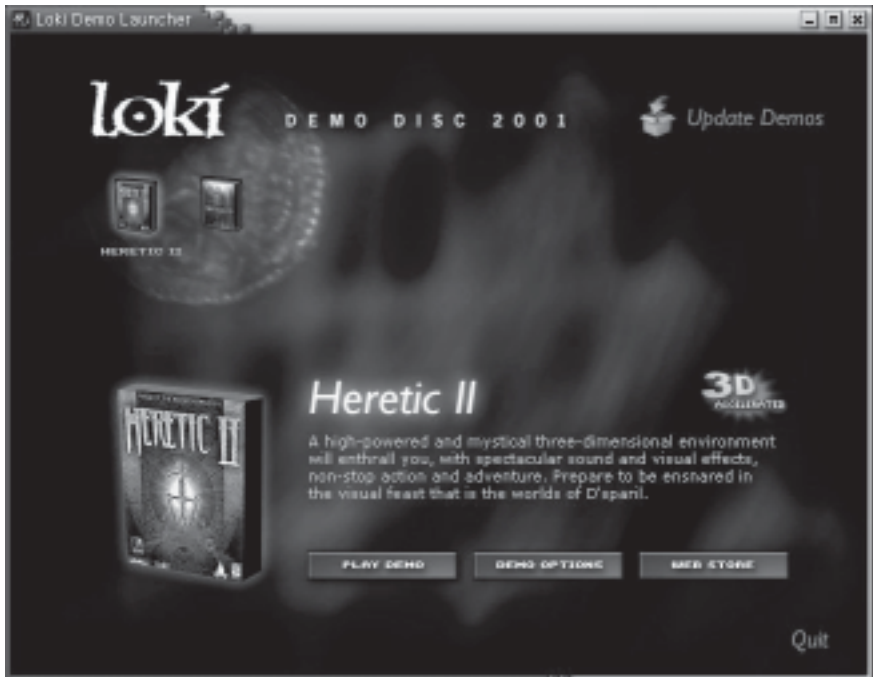 Loki Demo Launcher
loki
DEMO DISC 2001
Update Demos
HERETIC II
HERETIC II
Heretic II
3D
ACCELERATED
A high-powered and mystical three-dimensional environment
will enthrall you, with spectacular sound and visual effects,
non-stop action and adventure. Prepare to be ensnared in
the visual feast that is the worlds of D'sparil.
PLAY DEMO
DEMO OPTIONS
WEB STORE
Quit